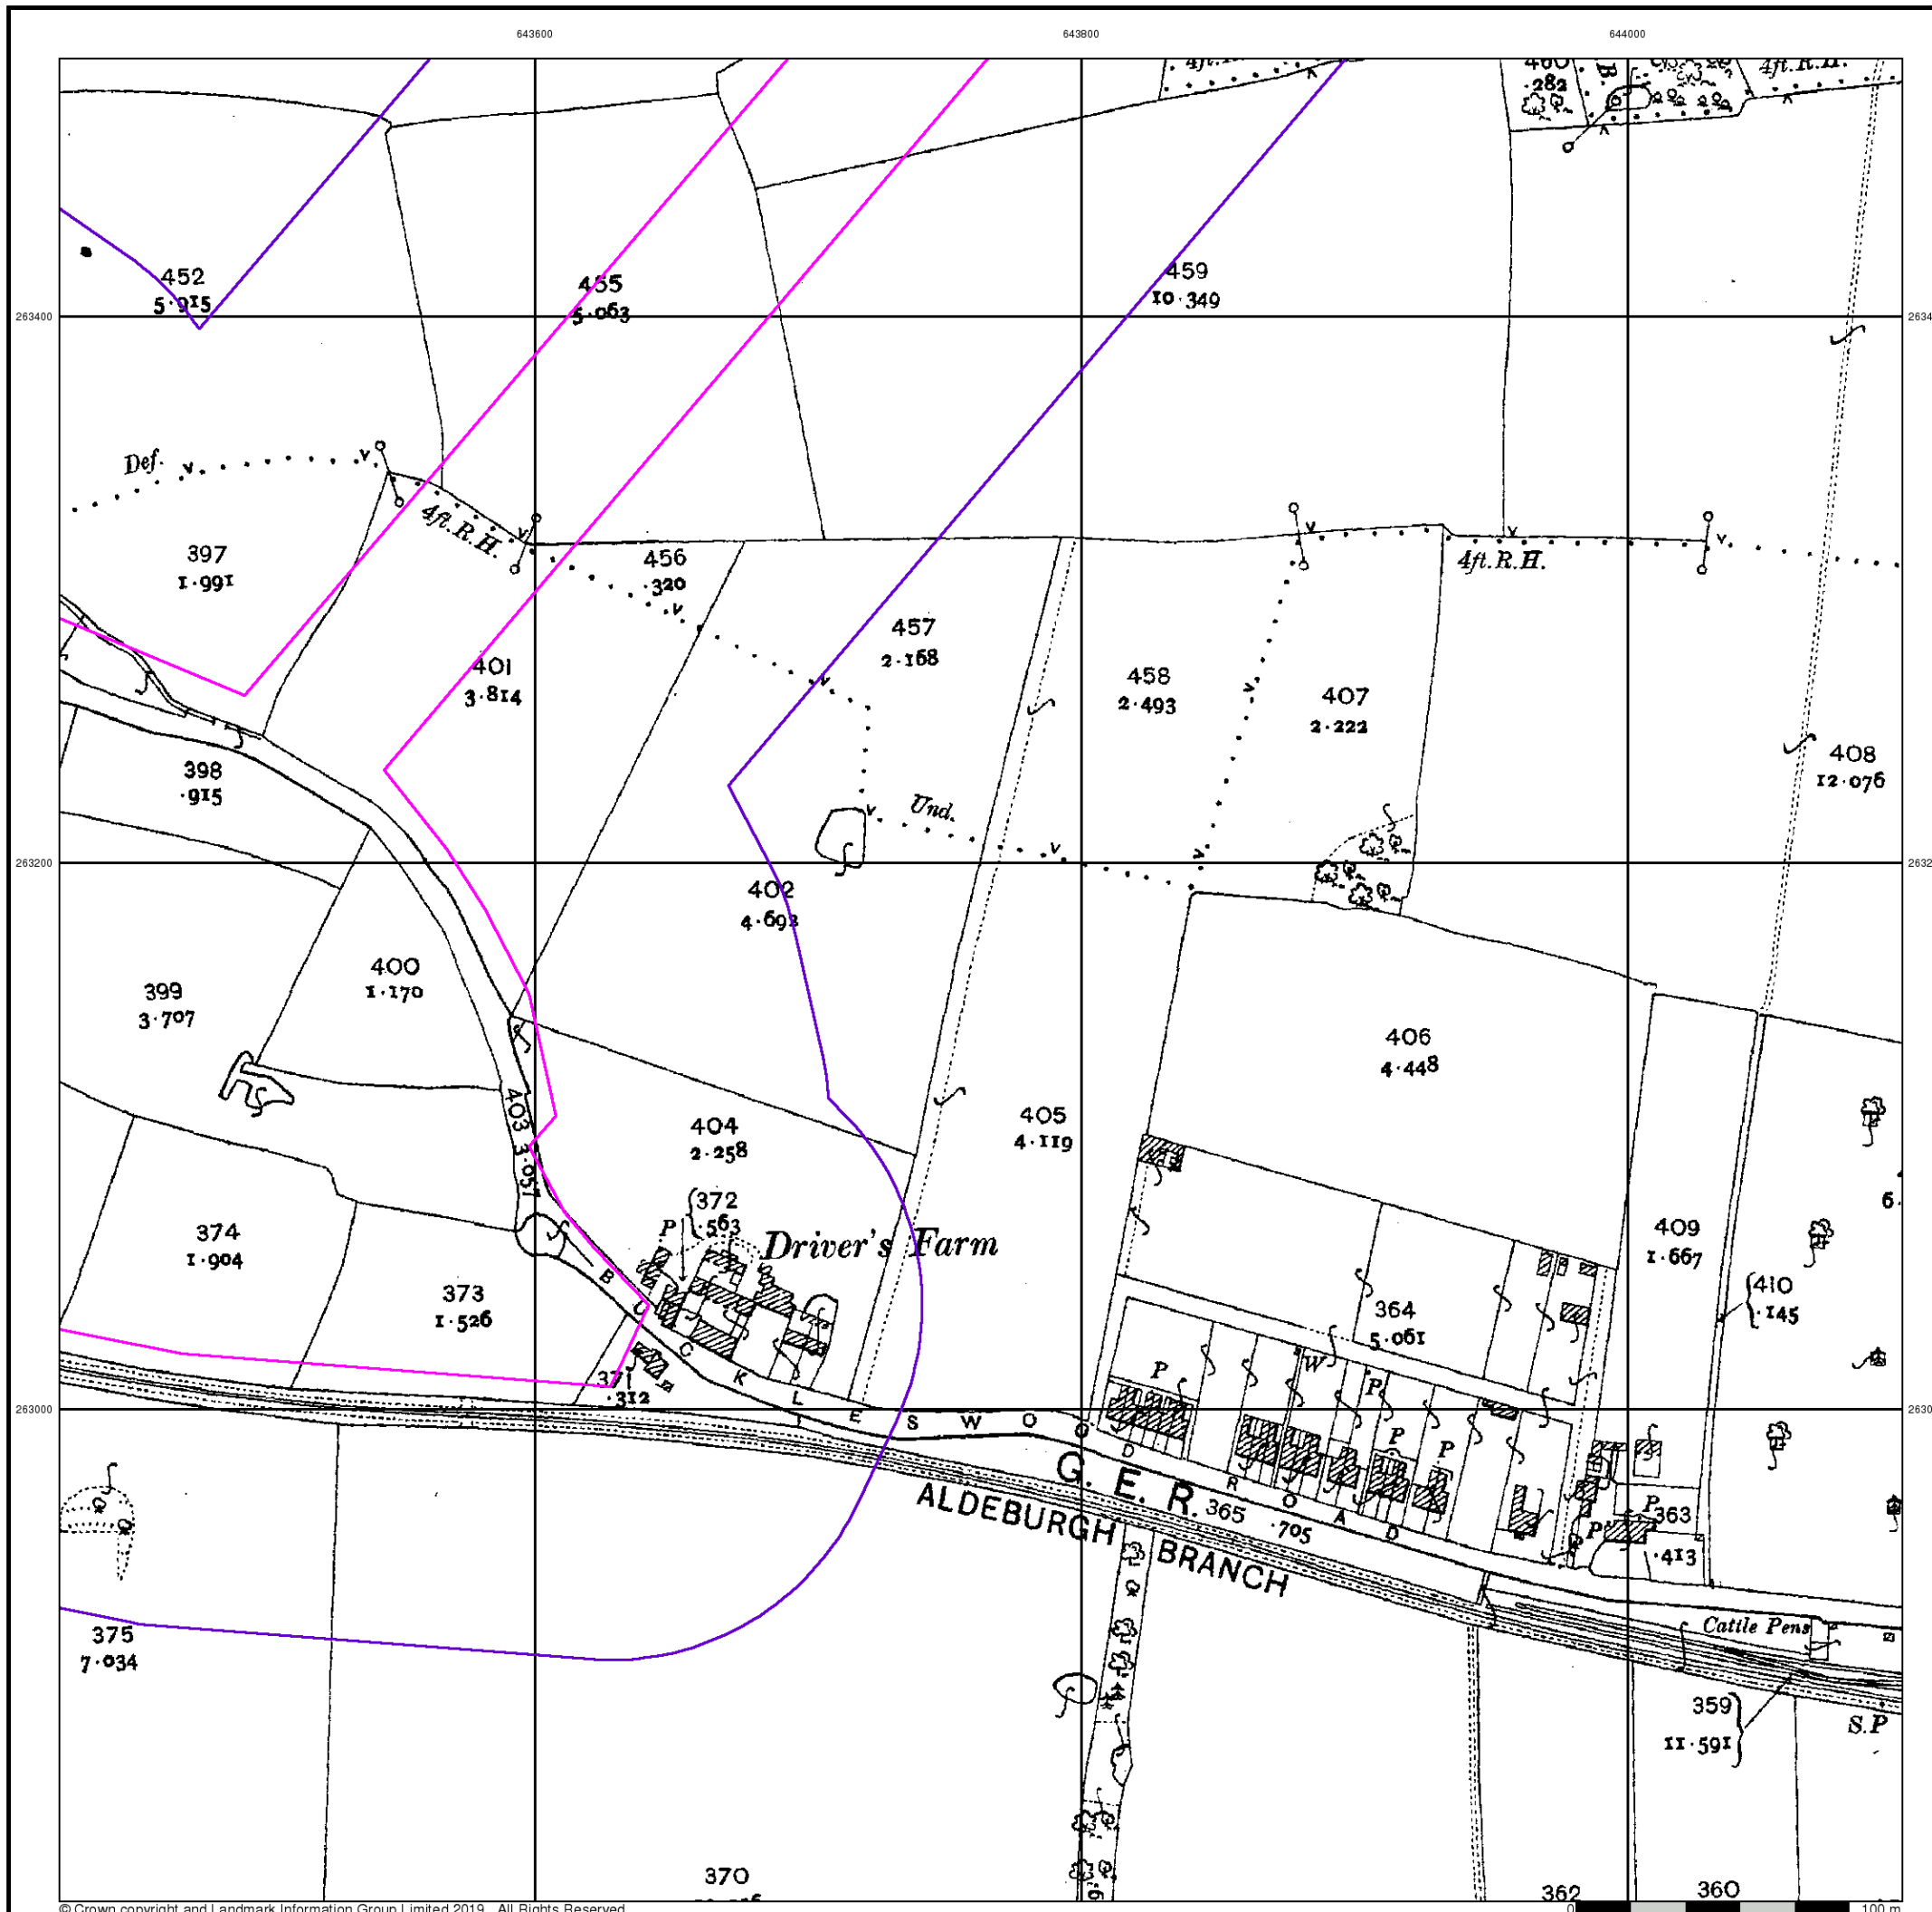 643600
643800
644000
4ft.R.H.
460
.282
B.
4ft.R.H.
452
5.915
455
5.063
459
10.349
263400
Def.
4ft.R.H.
4ft.R.H.
397
1.991
456
.320
457
2.168
401
3.814
458
2.493
407
2.222
408
12.076
398
.915
Und.
263200
402
4.693
400
1.170
399
3.707
406
4.448
403 3.057
404
2.258
405
4.119
372
.563
P
Driver's Farm
374
1.904
409
1.667
410
.145
373
1.526
364
5.061
371
.312
W
P
P
P
P
BUCKLESWOOD ROAD
263000
G. E. R.
ALDEBURGH BRANCH
365 .705
P
P
363
.413
Cattle Pens
375
7.034
359
11.591
S.P
370
362
360
© Crown copyright and Landmark Information Group Limited 2019. All Rights Reserved.
0
100 m